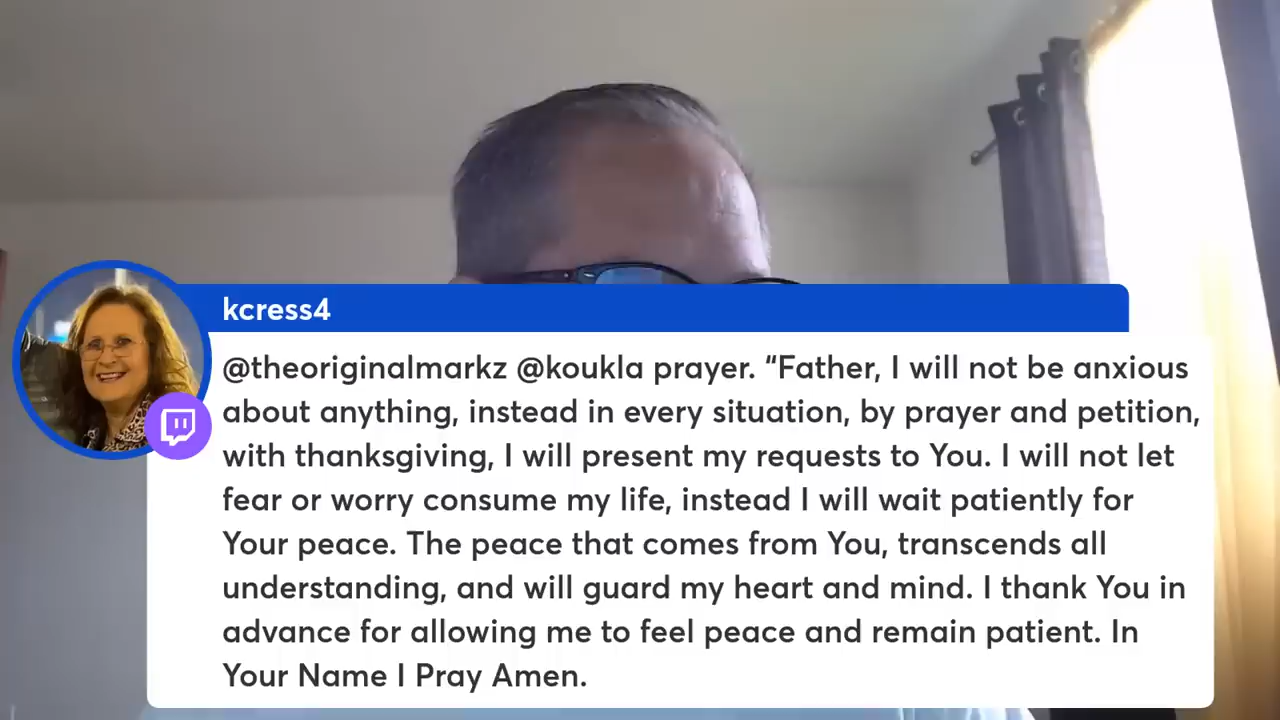 kcress4
@theoriginalmarkz @koukla prayer. “Father, I will not be anxious
about anything, instead in every situation, by prayer and petition,
with thanksgiving, I will present my requests to You. I will not let
fear or worry consume my life, instead I will wait patiently for
Your peace. The peace that comes from You, transcends all
understanding, and will guard my heart and mind. I thank You in
advance for allowing me to feel peace and remain patient. In
Your Name I Pray Amen.